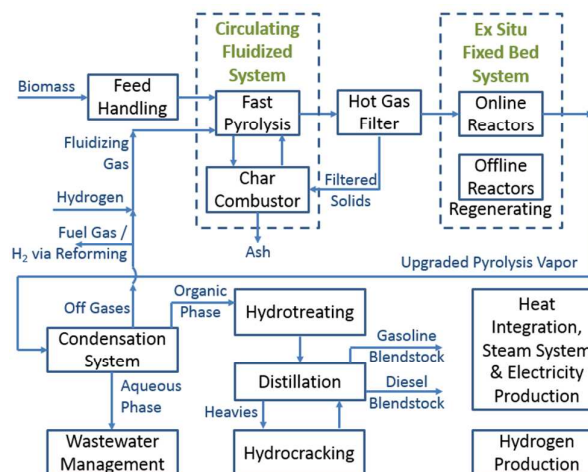 Circulating
Fluidized
System
Ex Situ
Fixed Bed
System
Biomass
Feed
Handling
Fast
Pyrolysis
Hot Gas
Filter
Online
Reactors
Fluidizing
Gas
Char
Combustor
Filtered
Solids
Offline
Reactors
Regenerating
Hydrogen
Fuel Gas /
H₂ via Reforming
Ash
Upgraded Pyrolysis Vapor
Off Gases
Organic
Phase
Hydrotreating
Heat
Integration,
Steam System
& Electricity
Production
Condensation
System
Gasoline
Blendstock
Distillation
Diesel
Blendstock
Aqueous
Phase
Heavies
Wastewater
Management
Hydrocracking
Hydrogen
Production